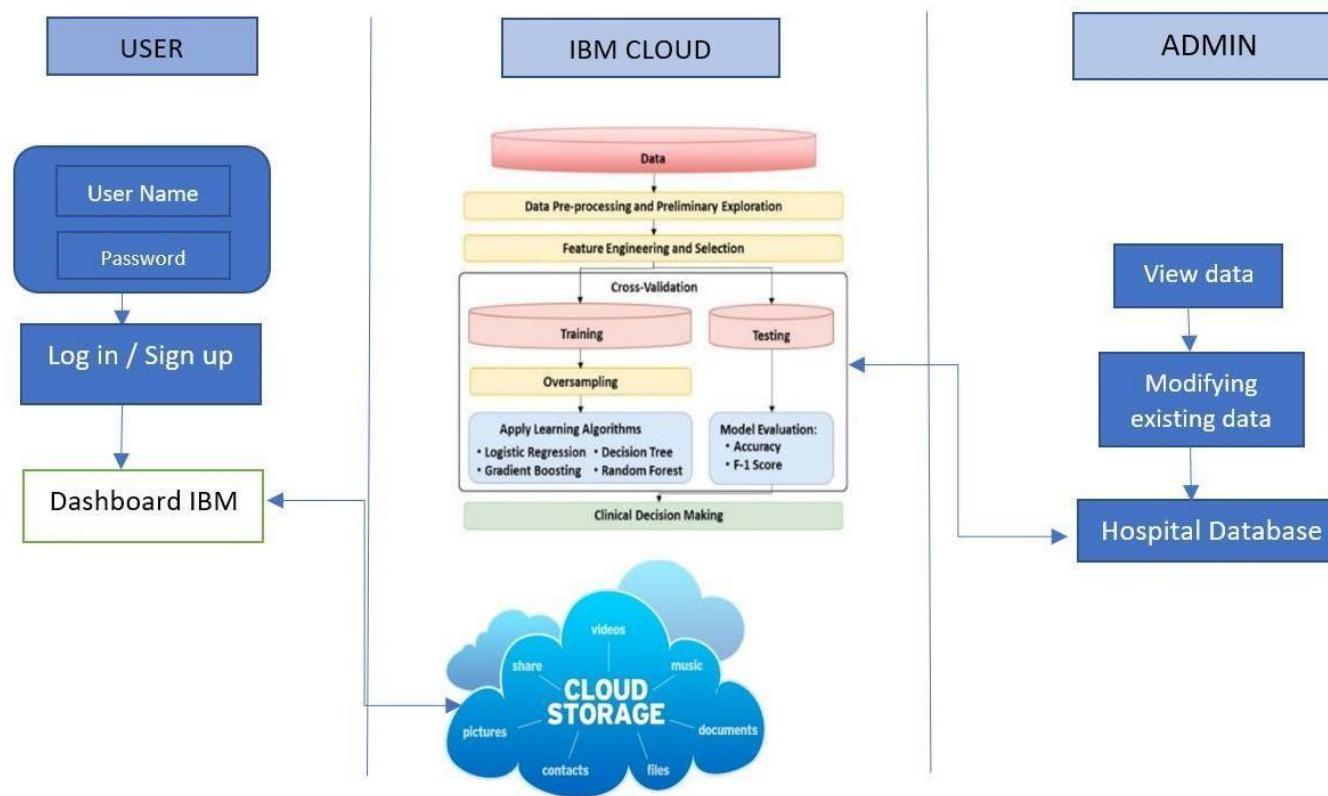 USER
IBM CLOUD
ADMIN
User Name
Password
Log in / Sign up
Dashboard IBM
Data
Data Pre-processing and Preliminary Exploration
Feature Engineering and Selection
Cross-Validation
Training
Testing
Oversampling
Apply Learning Algorithms
• Logistic Regression • Decision Tree
• Gradient Boosting • Random Forest
Model Evaluation:
• Accuracy
• F-1 Score
Clinical Decision Making
videos
share
music
CLOUD
STORAGE
pictures
documents
contacts
files
View data
Modifying
existing data
Hospital Database